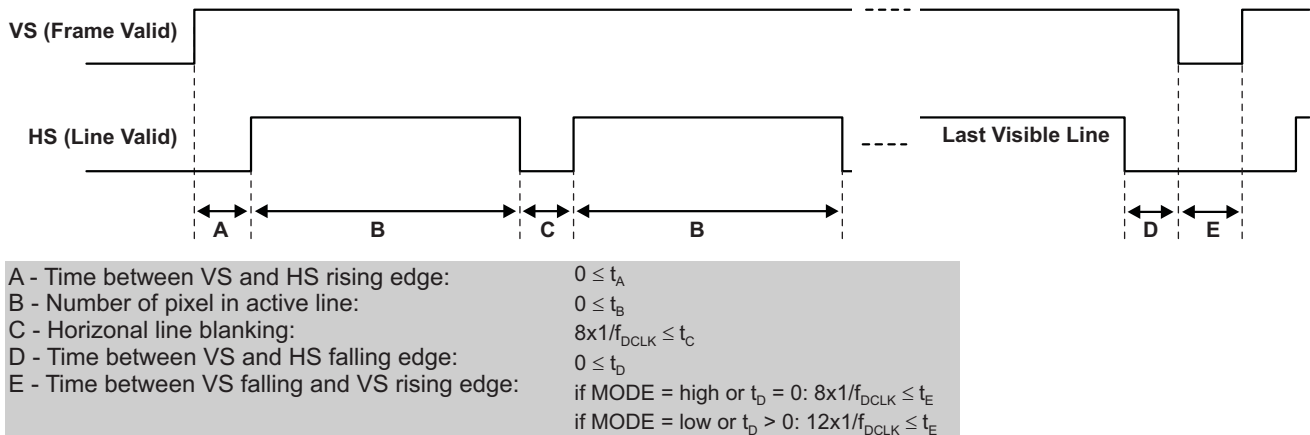 VS (Frame Valid)
HS (Line Valid)
Last Visible Line
A B C B D E
A - Time between VS and HS rising edge: 0 ≤ tA
B - Number of pixel in active line: 0 ≤ tB
C - Horizonal line blanking: 8x1/fDCLK ≤ tC
D - Time between VS and HS falling edge: 0 ≤ tD
E - Time between VS falling and VS rising edge: if MODE = high or tD = 0: 8x1/fDCLK ≤ tE
if MODE = low or tD > 0: 12x1/fDCLK ≤ tE